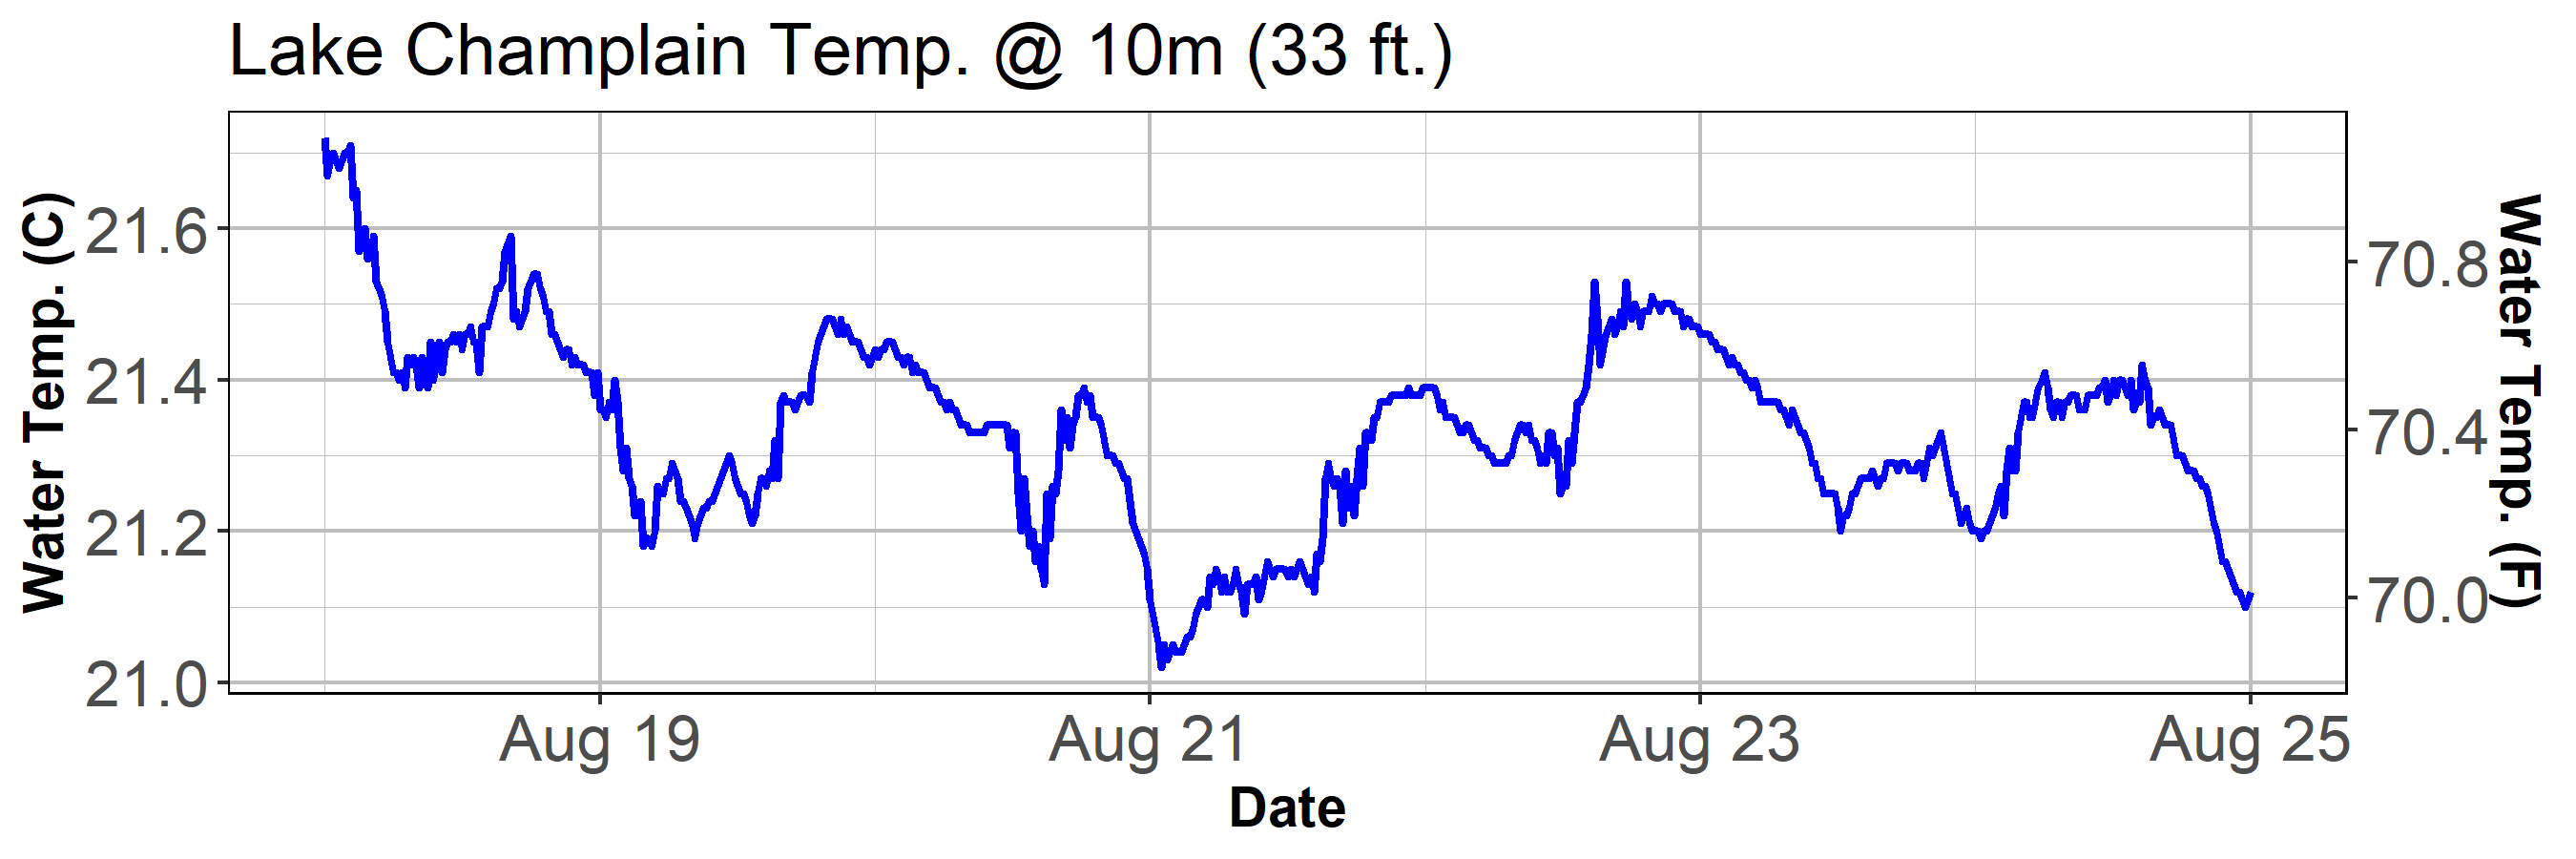 Lake Champlain Temp. @ 10m (33 ft.)
Water Temp. (C)
21.6
21.4
21.2
21.0
70.8
70.4
70.0
Water Temp. (F)
Aug 19
Aug 21
Aug 23
Aug 25
Date